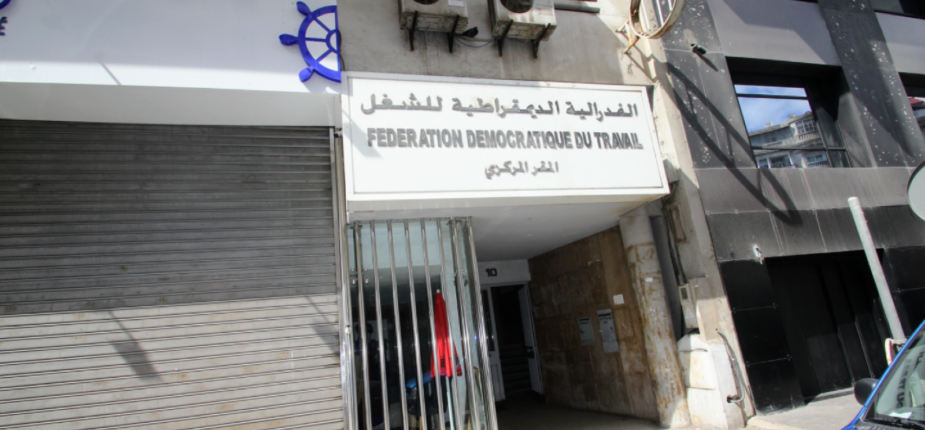 الفدرالية الديمقراطية للشغل
FEDERATION DEMOCRATIQUE DU TRAVAIL
المقر المركزي
10